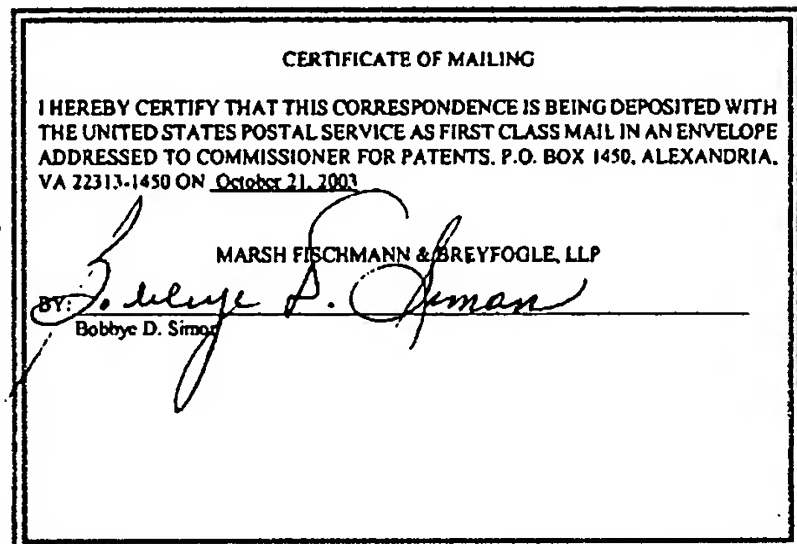 CERTIFICATE OF MAILING
I HEREBY CERTIFY THAT THIS CORRESPONDENCE IS BEING DEPOSITED WITH
THE UNITED STATES POSTAL SERVICE AS FIRST CLASS MAIL IN AN ENVELOPE
ADDRESSED TO COMMISSIONER FOR PATENTS, P.O. BOX 1450, ALEXANDRIA,
VA 22313-1450 ON October 21, 2003
MARSH FISCHMANN & BREYFOGLE, LLP
BY: Bobbye D. Simon
Bobbye D. Simon